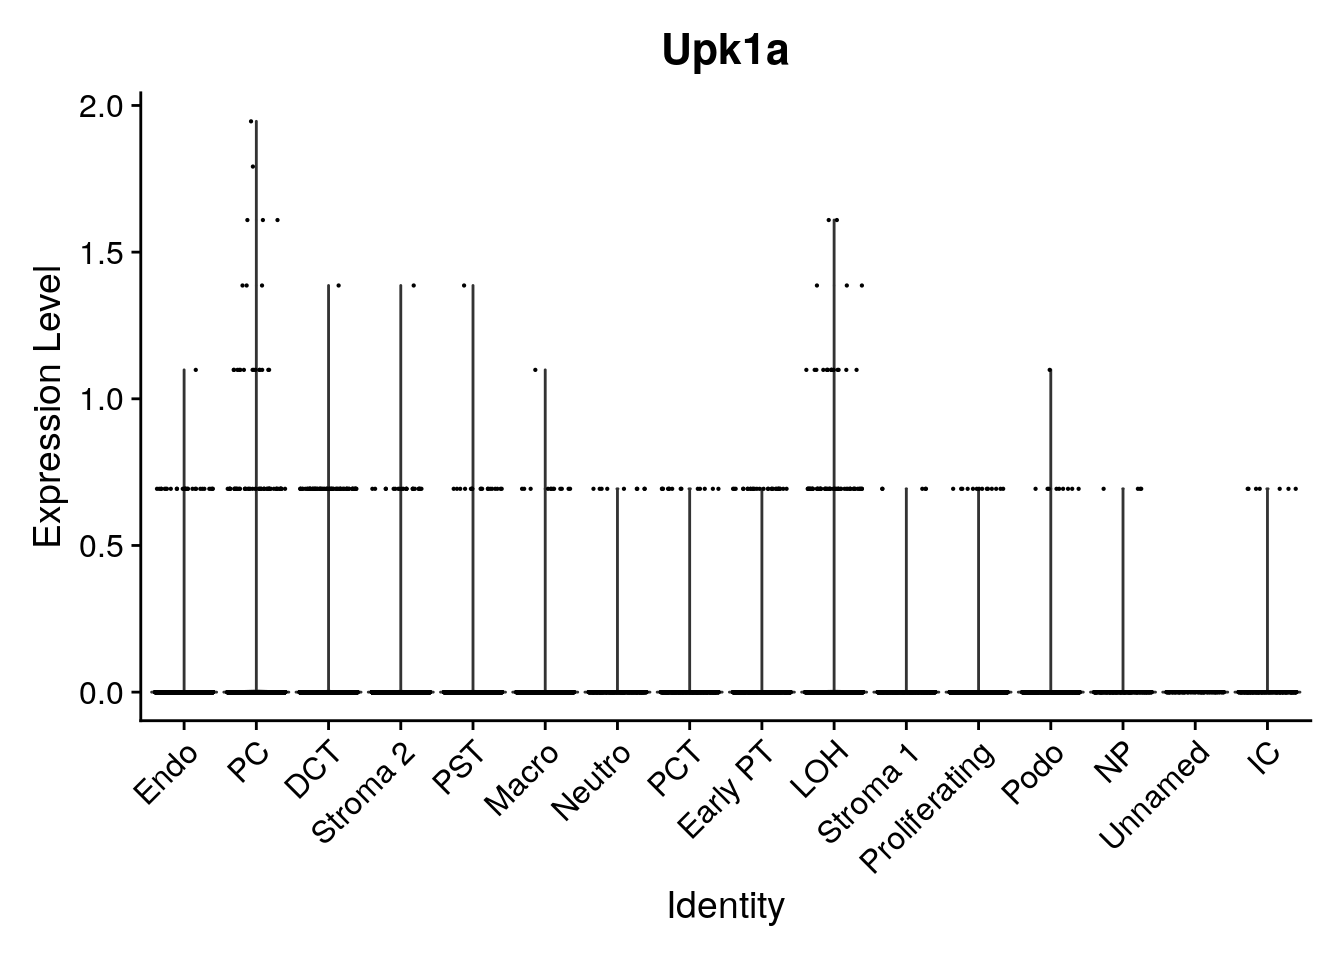 Upk1a
Expression Level
2.0
1.5
1.0
0.5
0.0
Endo
PC
DCT
Stroma 2
PST
Macro
Neutro
PCT
Early PT
LOH
Stroma 1
Proliferating
Podo
NP
Unnamed
IC
Identity